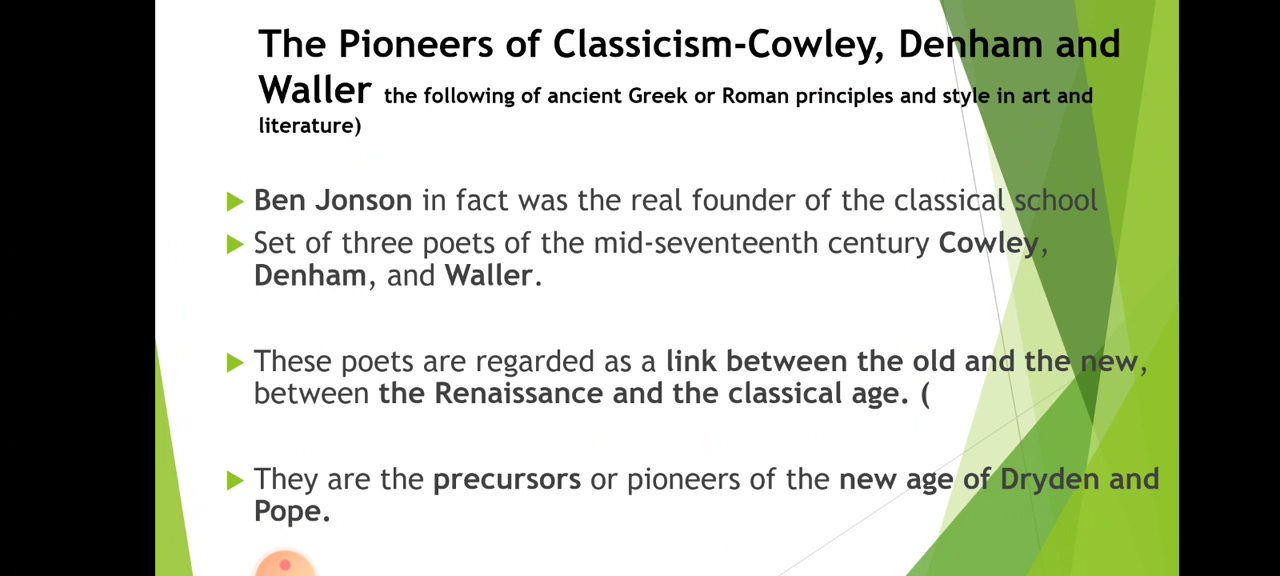 The Pioneers of Classicism-Cowley, Denham and
Waller the following of ancient Greek or Roman principles and style in art and
literature)
Ben Jonson in fact was the real founder of the classical school
Set of three poets of the mid-seventeenth century Cowley,
Denham, and Waller.
These poets are regarded as a link between the old and the new,
between the Renaissance and the classical age. (
They are the precursors or pioneers of the new age of Dryden and
Pope.